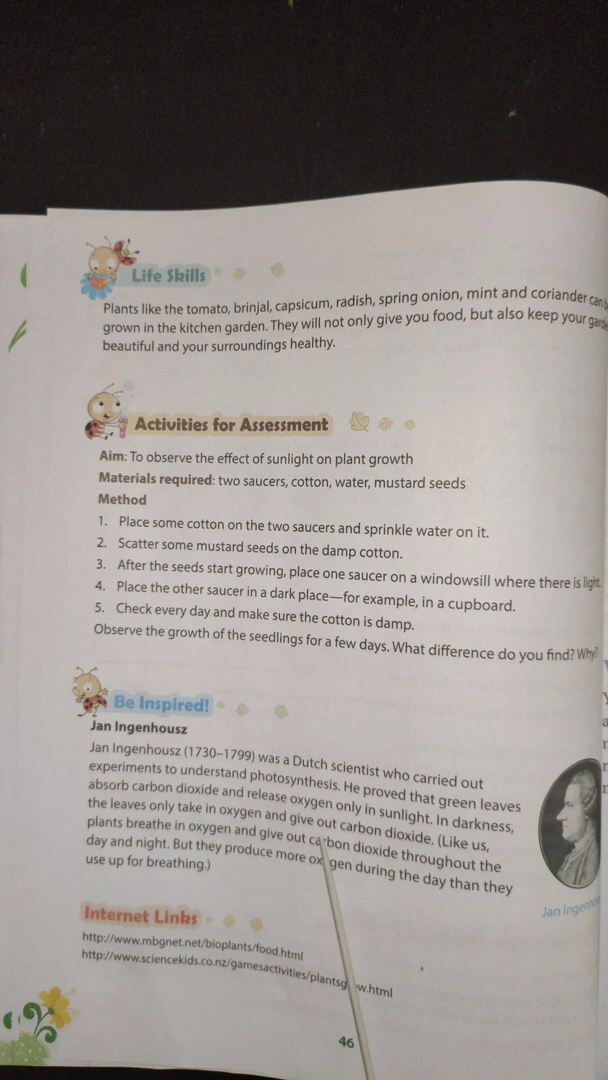 Life Skills
Plants like the tomato, brinjal, capsicum, radish, spring onion, mint and coriander can
grown in the kitchen garden. They will not only give you food, but also keep your
beautiful and your surroundings healthy.
Activities for Assessment
Aim: To observe the effect of sunlight on plant growth
Materials required: two saucers, cotton, water, mustard seeds
Method
1. Place some cotton on the two saucers and sprinkle water on it.
2. Scatter some mustard seeds on the damp cotton.
3. After the seeds start growing, place one saucer on a windowsill where there is light.
4. Place the other saucer in a dark place—for example, in a cupboard.
5. Check every day and make sure the cotton is damp.
Observe the growth of the seedlings for a few days. What difference do you find? Why?
Be Inspired!
Jan Ingenhousz
Jan Ingenhousz (1730–1799) was a Dutch scientist who carried out
experiments to understand photosynthesis. He proved that green leaves
absorb carbon dioxide and release oxygen only in sunlight. In darkness,
the leaves only take in oxygen and give out carbon dioxide. (Like us,
plants breathe in oxygen and give out carbon dioxide throughout the
day and night. But they produce more oxygen during the day than they
use up for breathing.)
Jan
Internet Links
http://www.mbgnet.net/bioplants/food.html
46